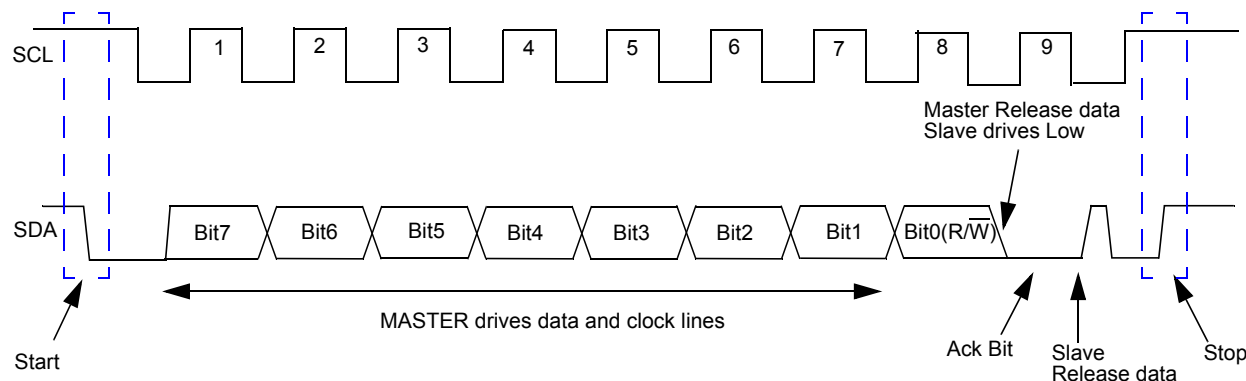 SCL
1 2 3 4 5 6 7 8 9
Master Release data
Slave drives Low
SDA
Bit7 Bit6 Bit5 Bit4 Bit3 Bit2 Bit1 Bit0(R/W̅)
MASTER drives data and clock lines
Start
Ack Bit
Slave
Release data
Stop